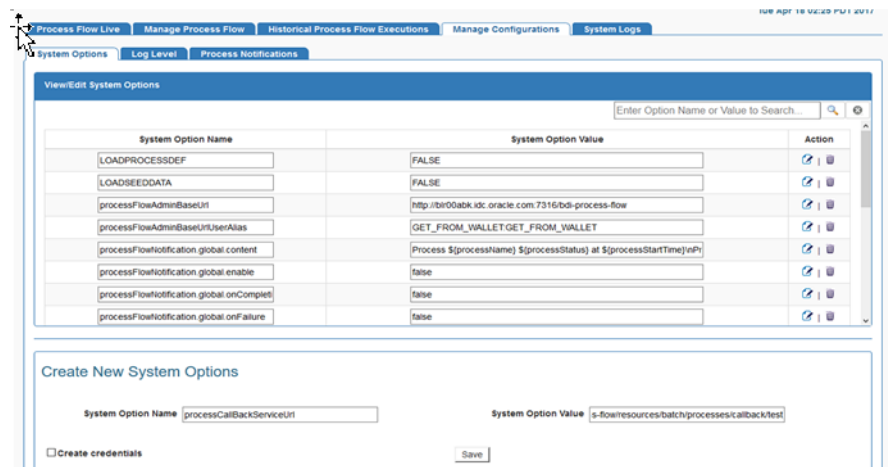 Tue Apr 18 02:25 PDT 2017
Process Flow Live Manage Process Flow Historical Process Flow Executions Manage Configurations System Logs
System Options Log Level Process Notifications
View/Edit System Options
Enter Option Name or Value to Search...
System Option Name System Option Value Action
LOADPROCESSDEF FALSE |
LOADSEEDDATA FALSE |
processFlowAdminBaseUrl http://blr00abk.idc.oracle.com:7316/bdi-process-flow |
processFlowAdminBaseUrlUserAlias GET_FROM_WALLET:GET_FROM_WALLET |
processFlowNotification.global.content Process ${processName} ${processStatus} at ${processStartTime}\nPr |
processFlowNotification.global.enable false |
processFlowNotification.global.onCompleti false |
processFlowNotification.global.onFailure false |
Create New System Options
System Option Name processCallBackServiceUrl System Option Value s-flow/resources/batch/processes/callback/test
Create credentials Save